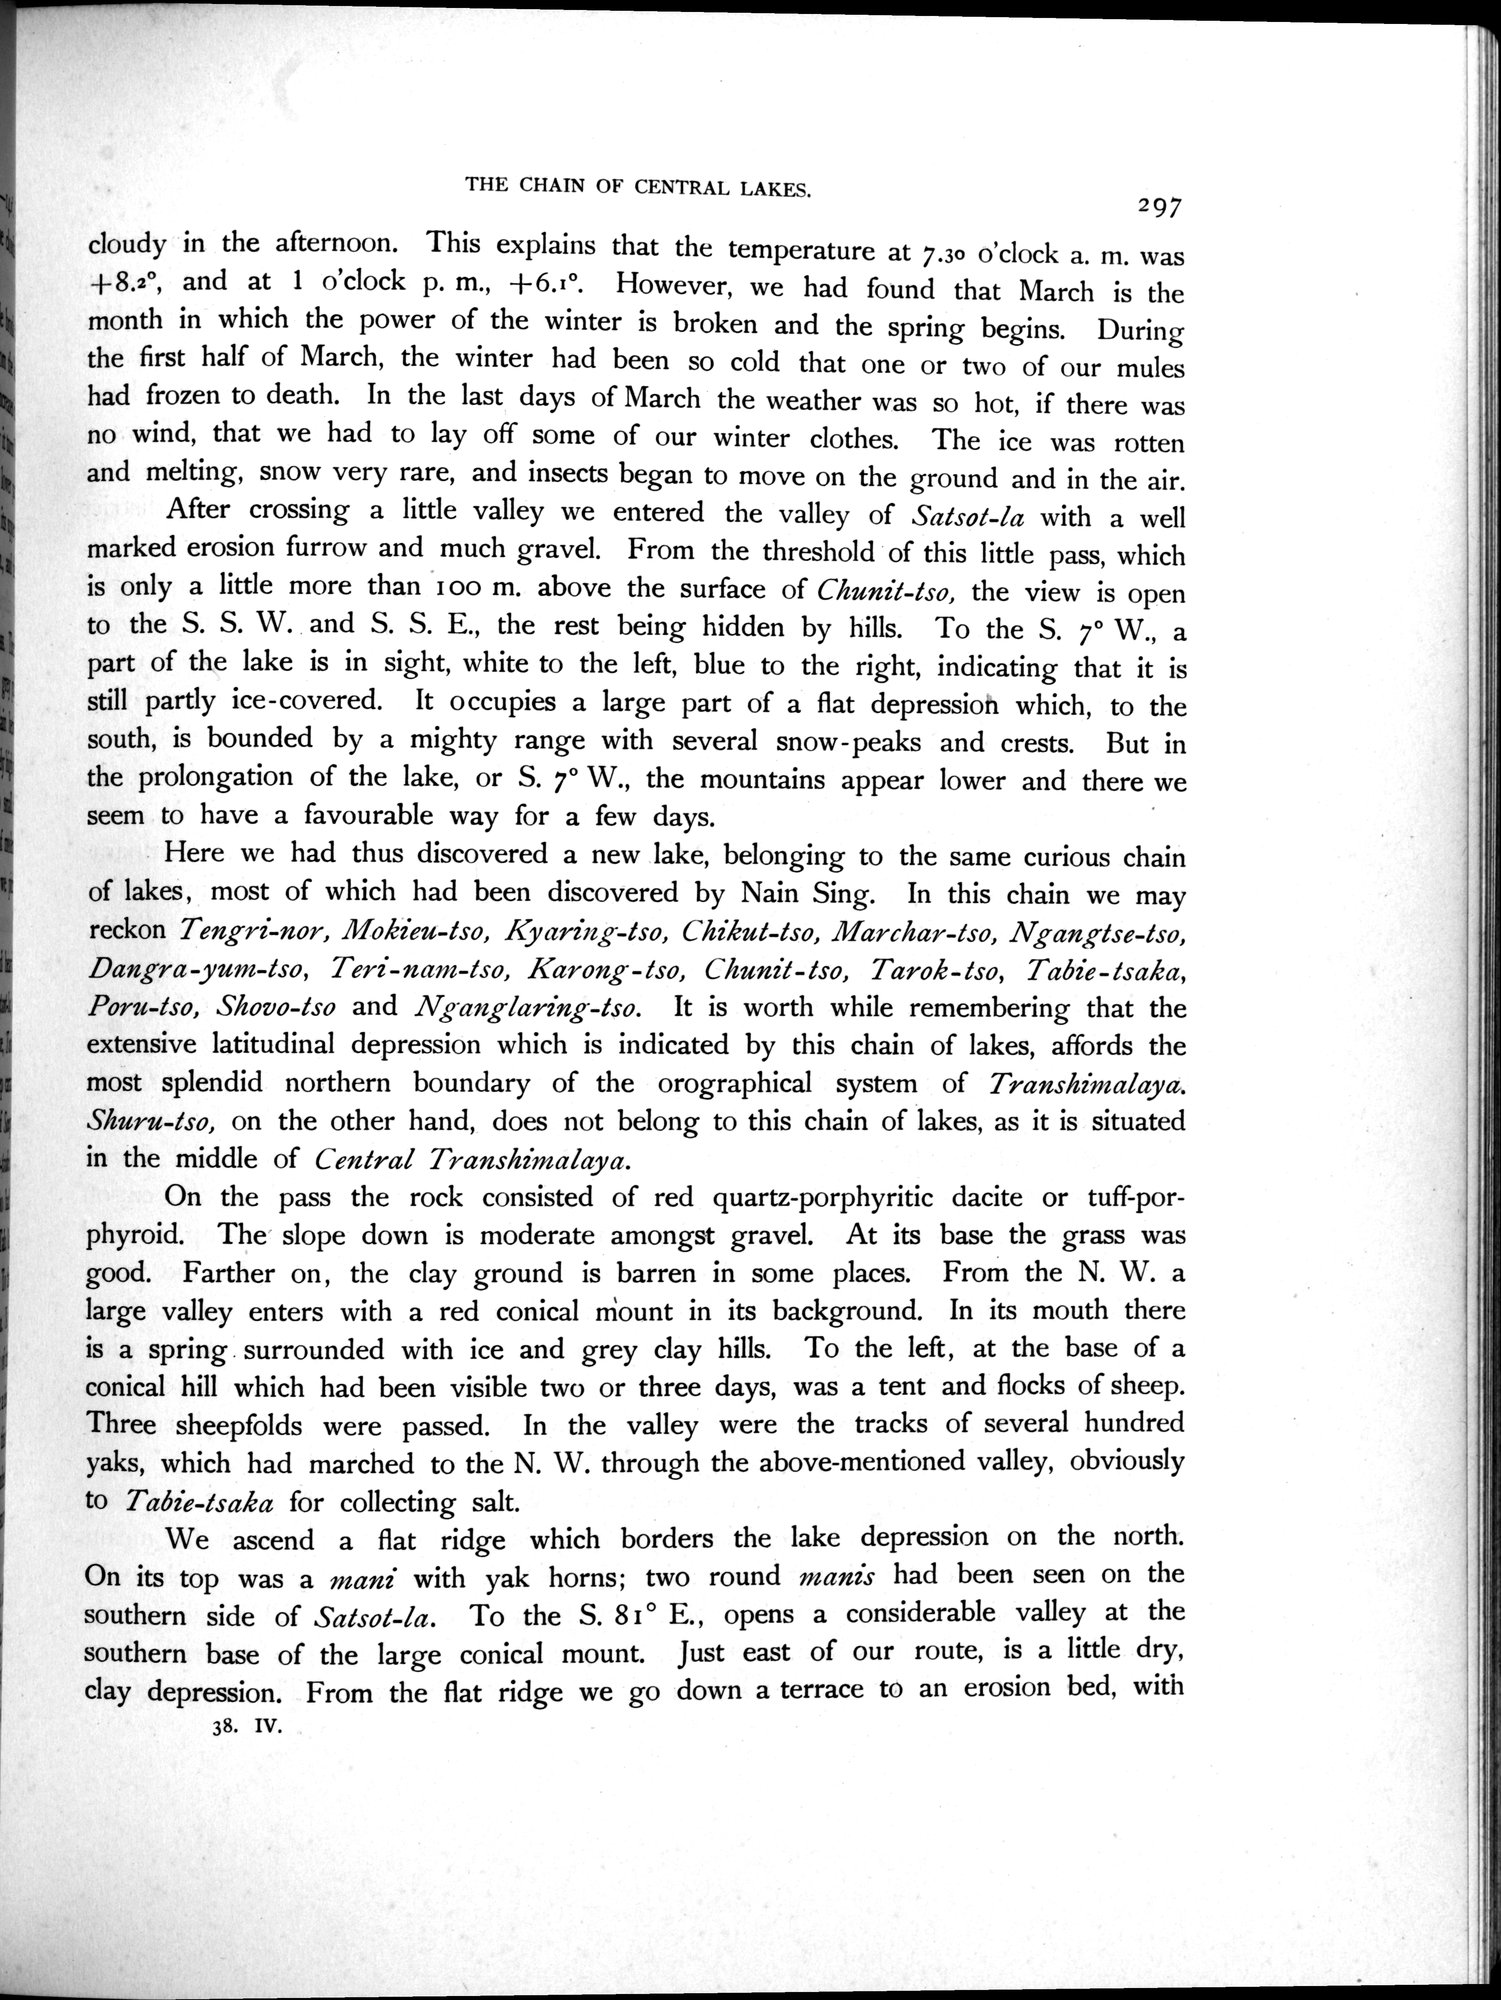 THE CHAIN OF CENTRAL LAKES.
297
cloudy in the afternoon. This explains that the temperature at 7.30 o'clock a. m. was
+8.2°, and at 1 o'clock p. m., +6.1°. However, we had found that March is the
month in which the power of the winter is broken and the spring begins. During
the first half of March, the winter had been so cold that one or two of our mules
had frozen to death. In the last days of March the weather was so hot, if there was
no wind, that we had to lay off some of our winter clothes. The ice was rotten
and melting, snow very rare, and insects began to move on the ground and in the air.
After crossing a little valley we entered the valley of Satsot-la with a well
marked erosion furrow and much gravel. From the threshold of this little pass, which
is only a little more than 100 m. above the surface of Chunit-tso, the view is open
to the S. S. W. and S. S. E., the rest being hidden by hills. To the S. 7° W., a
part of the lake is in sight, white to the left, blue to the right, indicating that it is
still partly ice-covered. It occupies a large part of a flat depression which, to the
south, is bounded by a mighty range with several snow-peaks and crests. But in
the prolongation of the lake, or S. 7° W., the mountains appear lower and there we
seem to have a favourable way for a few days.
Here we had thus discovered a new lake, belonging to the same curious chain
of lakes, most of which had been discovered by Nain Sing. In this chain we may
reckon Tengri-nor, Mokieu-tso, Kyaring-tso, Chikut-tso, Marchar-tso, Ngangtse-tso,
Dangra-yum-tso, Teri-nam-tso, Karong-tso, Chunit-tso, Tarok-tso, Tabie-tsaka,
Poru-tso, Shovo-tso and Nganglaring-tso. It is worth while remembering that the
extensive latitudinal depression which is indicated by this chain of lakes, affords the
most splendid northern boundary of the orographical system of Transhimalaya.
Shuru-tso, on the other hand, does not belong to this chain of lakes, as it is situated
in the middle of Central Transhimalaya.
On the pass the rock consisted of red quartz-porphyritic dacite or tuff-por-
phyroid. The slope down is moderate amongst gravel. At its base the grass was
good. Farther on, the clay ground is barren in some places. From the N. W. a
large valley enters with a red conical mount in its background. In its mouth there
is a spring surrounded with ice and grey clay hills. To the left, at the base of a
conical hill which had been visible two or three days, was a tent and flocks of sheep.
Three sheepfolds were passed. In the valley were the tracks of several hundred
yaks, which had marched to the N. W. through the above-mentioned valley, obviously
to Tabie-tsaka for collecting salt.
We ascend a flat ridge which borders the lake depression on the north.
On its top was a mani with yak horns; two round manis had been seen on the
southern side of Satsot-la. To the S. 81° E., opens a considerable valley at the
southern base of the large conical mount. Just east of our route, is a little dry,
clay depression. From the flat ridge we go down a terrace to an erosion bed, with
38. IV.